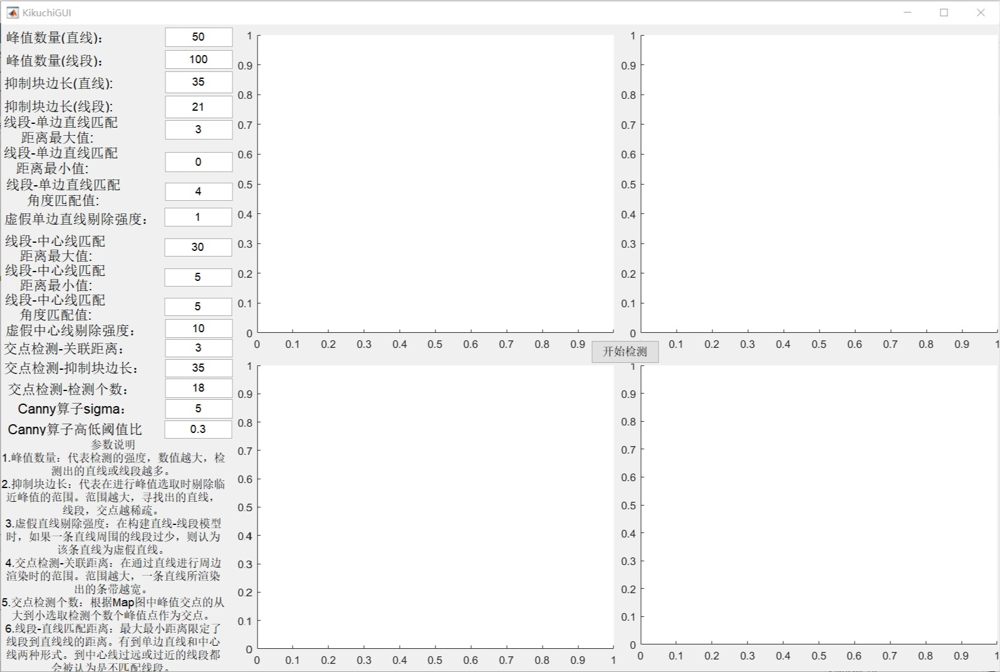 KikuchiGUI
峰值数量(直线)：
50
峰值数量(线段)：
100
抑制块边长(直线):
35
抑制块边长(线段):
21
线段-单边直线匹配
距离最大值:
3
线段-单边直线匹配
距离最小值:
0
线段-单边直线匹配
角度匹配值:
4
虚假单边直线剔除强度：
1
线段-中心线匹配
距离最大值:
30
线段-中心线匹配
距离最小值:
5
线段-中心线匹配
角度匹配值:
5
虚假中心线剔除强度：
10
交点检测-关联距离：
3
交点检测-抑制块边长：
35
交点检测-检测个数：
18
Canny算子sigma：
5
Canny算子高低阈值比
0.3
参数说明
1.峰值数量：代表检测的强度，数值越大，检
测出的直线或线段越多。
2.抑制块边长：代表在进行峰值选取时剔除临
近峰值的范围。范围越大，寻找出的直线，
线段，交点越稀疏。
3.虚假直线剔除强度：在构建直线-线段模型
时，如果一条直线周围的线段过少，则认为
该条直线为虚假直线。
4.交点检测-关联距离：在通过直线进行周边
渲染时的范围。范围越大，一条直线所渲染
出的条带越宽。
5.交点检测个数：根据Map图中峰值交点的从
大到小选取检测个数个峰值点作为交点。
6.线段-直线匹配距离：最大最小距离限定了
线段到直线线的距离。有到单边直线和中心
线两种形式。到中心线过远或过近的线段都
会被认为是不匹配线段。
1
0.9
0.8
0.7
0.6
0.5
0.4
0.3
0.2
0.1
0
0 0.1 0.2 0.3 0.4 0.5 0.6 0.7 0.8 0.9
1
0.9
0.8
0.7
0.6
0.5
0.4
0.3
0.2
0.1
0
0.1 0.2 0.3 0.4 0.5 0.6 0.7 0.8 0.9 1
开始检测
1
0.9
0.8
0.7
0.6
0.5
0.4
0.3
0.2
0.1
0
0 0.1 0.2 0.3 0.4 0.5 0.6 0.7 0.8 0.9 1
1
0.9
0.8
0.7
0.6
0.5
0.4
0.3
0.2
0.1
0
0 0.1 0.2 0.3 0.4 0.5 0.6 0.7 0.8 0.9 1